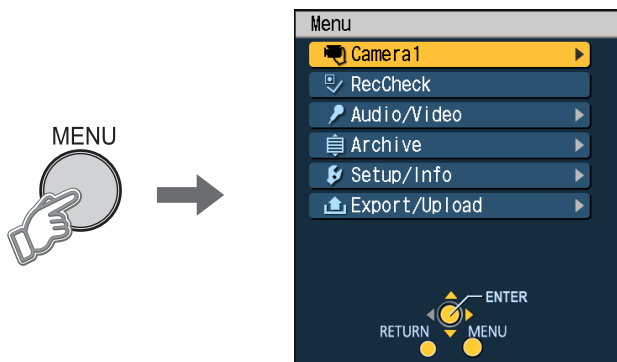 MENU
Menu
Camera1
RecCheck
Audio/Video
Archive
Setup/Info
Export/Upload
ENTER
RETURN MENU